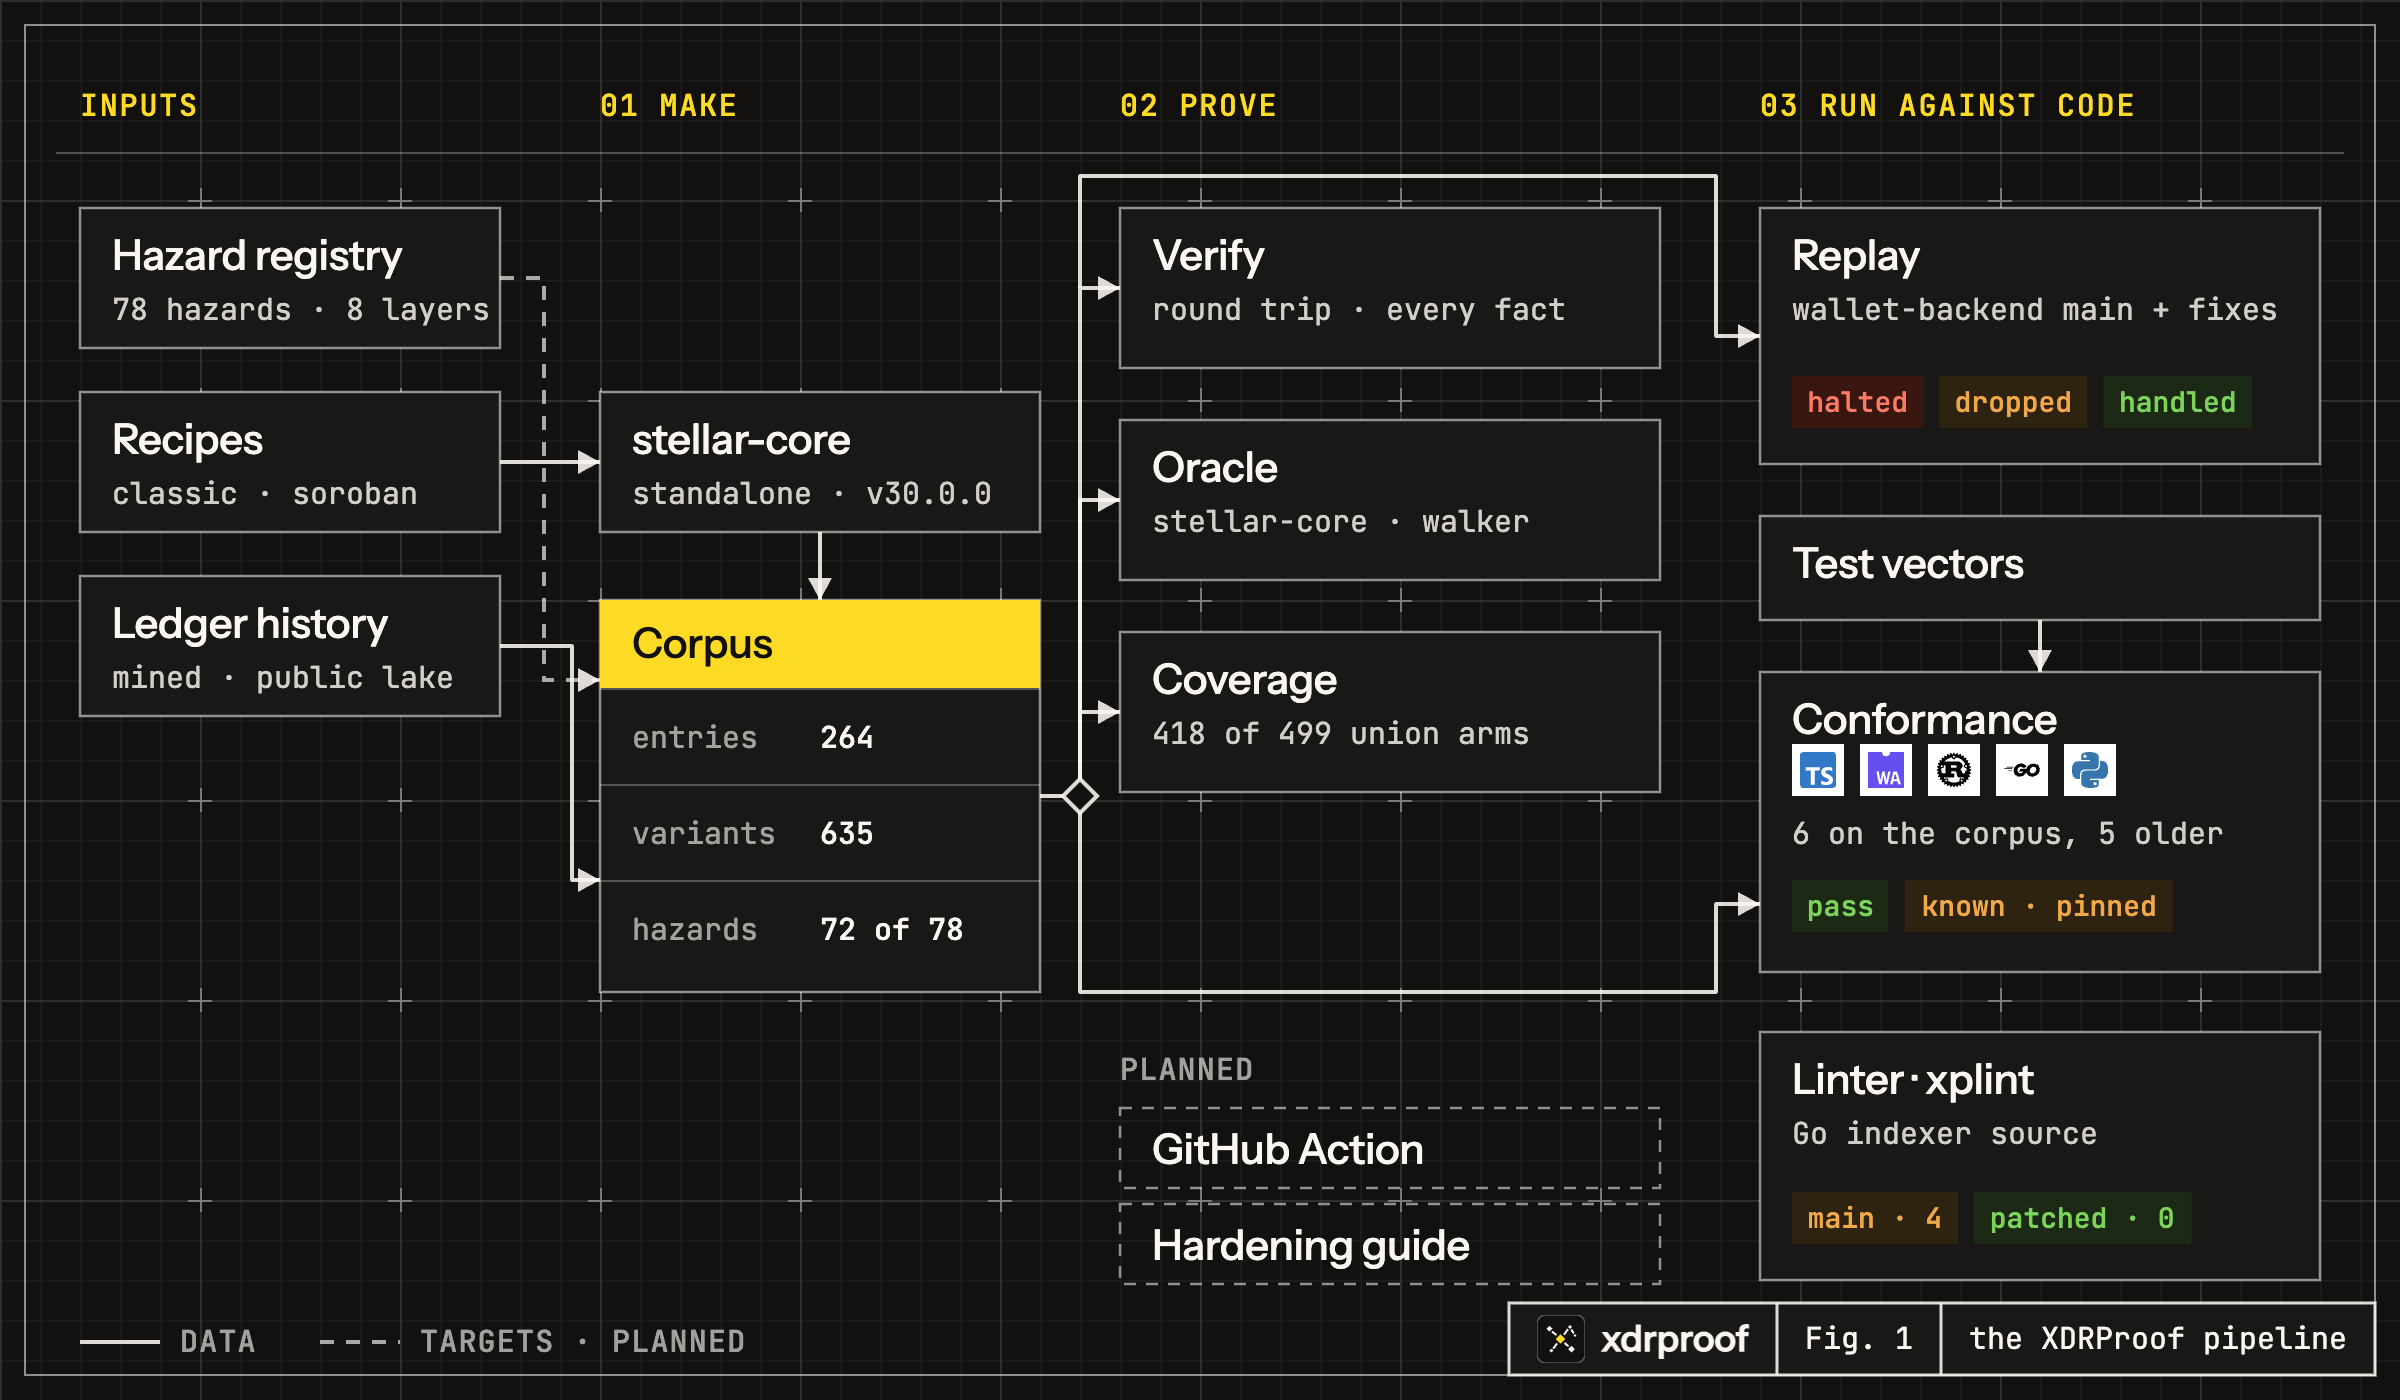 INPUTS
01 MAKE
02 PROVE
03 RUN AGAINST CODE
Hazard registry
78 hazards · 8 layers
Recipes
classic · soroban
Ledger history
mined · public lake
stellar-core
standalone · v30.0.0
Corpus
entries 264
variants 635
hazards 72 of 78
Verify
round trip · every fact
Oracle
stellar-core · walker
Coverage
418 of 499 union arms
PLANNED
GitHub Action
Hardening guide
Replay
wallet-backend main + fixes
halted dropped handled
Test vectors
Conformance
TS WA R GO
6 on the corpus, 5 older
pass known · pinned
Linter · xplint
Go indexer source
main · 4 patched · 0
DATA TARGETS · PLANNED
xdrproof Fig. 1 the XDRProof pipeline